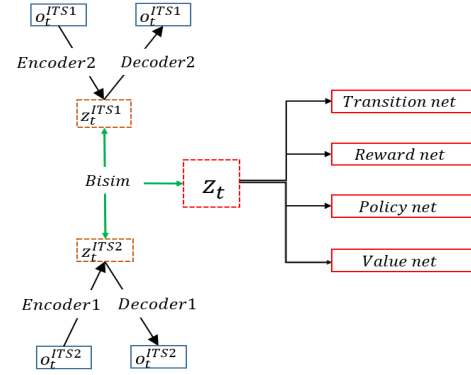 o_t^{ITS1} o_t^{ITS1}
Encoder2 Decoder2
z_t^{ITS1}
Transition net
Reward net
Bisim z_t
Policy net
z_t^{ITS2}
Value net
Encoder1 Decoder1
o_t^{ITS2} o_t^{ITS2}